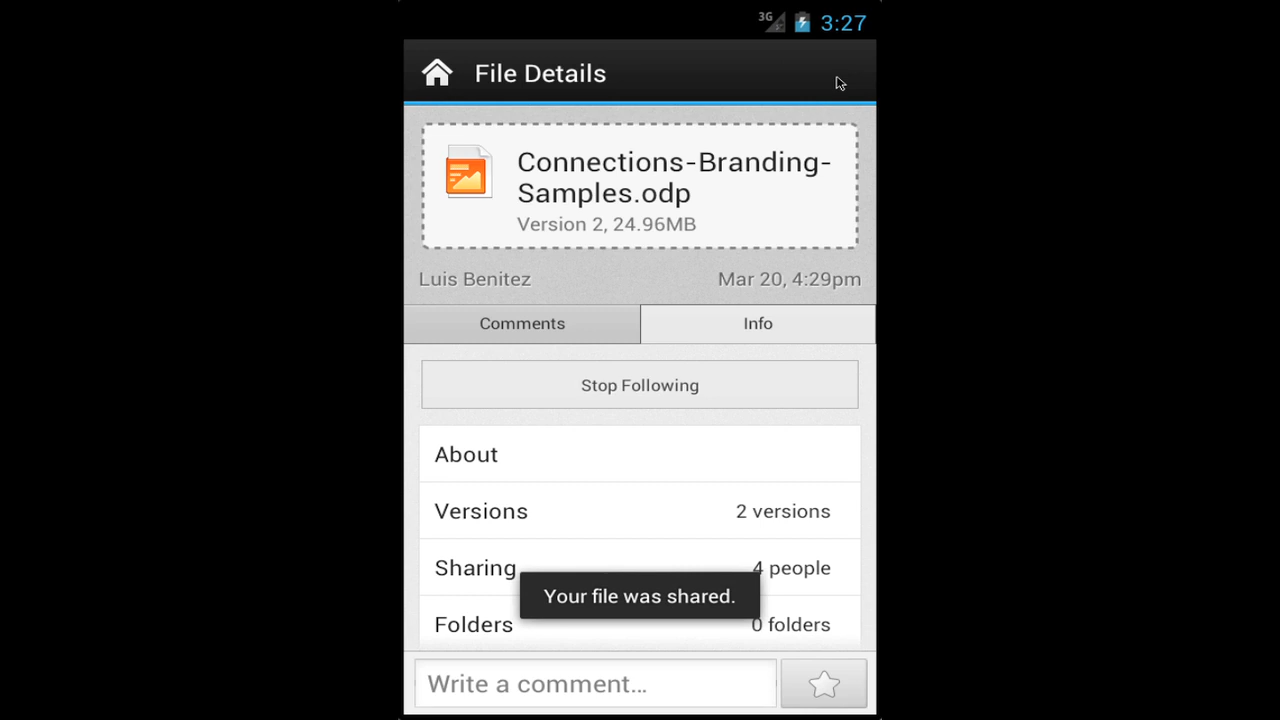 3G 3:27
File Details
Connections-Branding-
Samples.odp
Version 2, 24.96MB
Luis Benitez Mar 20, 4:29pm
Comments Info
Stop Following
About
Versions 2 versions
Sharing 4 people
Your file was shared.
Folders 0 folders
Write a comment...